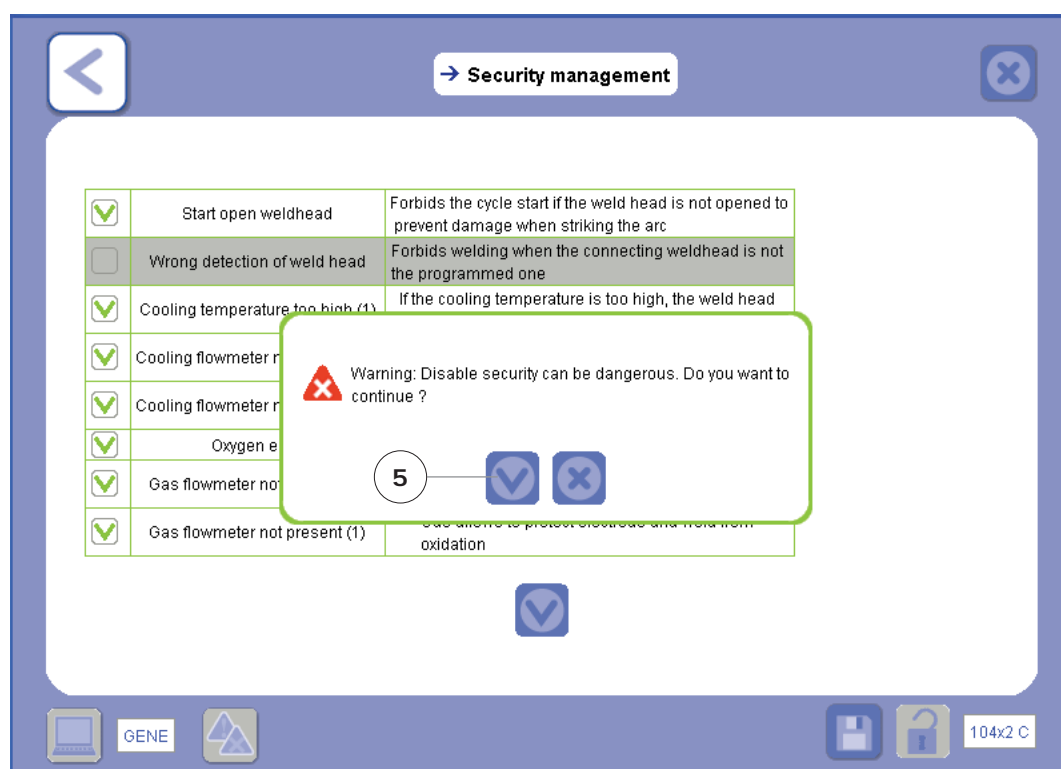 → Security management
Start open weldhead
Forbids the cycle start if the weld head is not opened to
prevent damage when striking the arc
Wrong detection of weld head
Forbids welding when the connecting weldhead is not
the programmed one
Cooling temperature too high (1)
If the cooling temperature is too high, the weld head
Cooling flowmeter
Warning: Disable security can be dangerous. Do you want to
continue ?
Cooling flowmeter
Oxygen
5
Gas flowmeter
Gas flowmeter not present (1)
oxidation
GENE
104x2 C